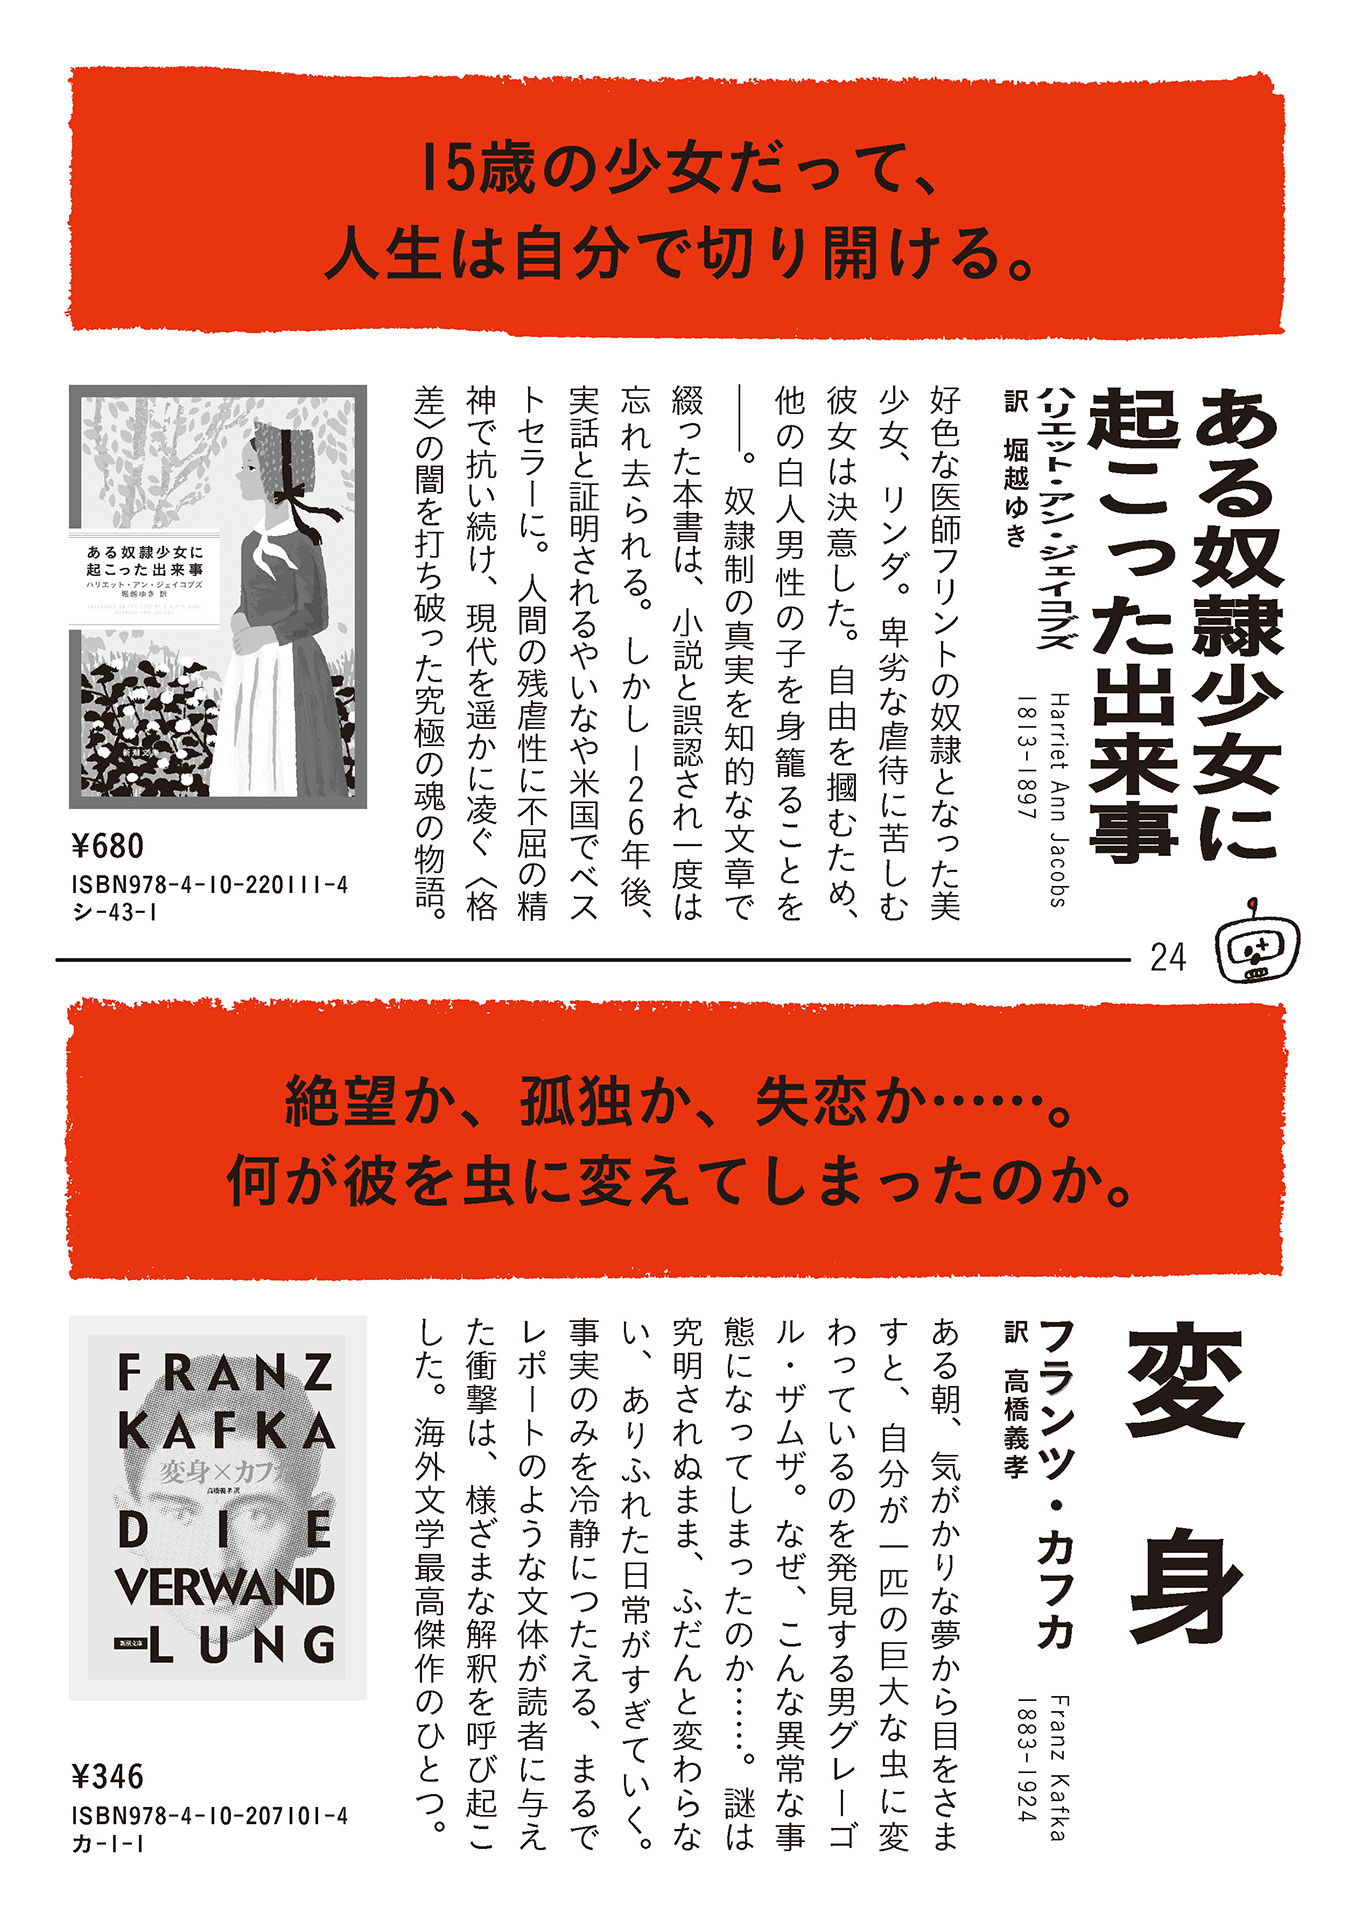 15歳の少女だって、
人生は自分で切り開ける。
ある奴隷少女に
起こった出来事
ハリエット・アン・ジェイコブズ
Harriet Ann Jacobs
1813-1897
訳 堀越ゆき
好色な医師フリントの奴隷となった美
少女、リンダ。卑劣な虐待に苦しむ
彼女は決意した。自由を摑むため、
他の白人男性の子を身籠ることを
――。奴隷制の真実を知的な文章で
綴った本書は、小説と誤認され一度は
忘れ去られる。しかし126年後、
実話と証明されるやいなや米国でベス
トセラーに。人間の残虐性に不屈の精
神で抗い続け、現代を遥かに凌ぐ〈格
差〉の闇を打ち破った究極の魂の物語。
ある奴隷少女に
起こった出来事
ハリエット・アン・ジェイコブズ
堀越ゆき 訳
新潮文庫
¥680
ISBN978-4-10-220111-4
シ-43-1
24
絶望か、孤独か、失恋か……。
何が彼を虫に変えてしまったのか。
変身
フランツ・カフカ
Franz Kafka
1883-1924
訳 高橋義孝
ある朝、気がかりな夢から目をさま
すと、自分が一匹の巨大な虫に変
わっているのを発見する男グレーゴ
ル・ザムザ。なぜ、こんな異常な事
態になってしまったのか……。謎は
究明されぬまま、ふだんと変わらな
い、ありふれた日常がすぎていく。
事実のみを冷静につたえる、まるで
レポートのような文体が読者に与え
た衝撃は、様ざまな解釈を呼び起こ
した。海外文学最高傑作のひとつ。
FRANZ
KAFKA
変身×カフカ
高橋義孝 訳
DIE
VERWAND
LUNG
新潮文庫
¥346
ISBN978-4-10-207101-4
カ-1-1